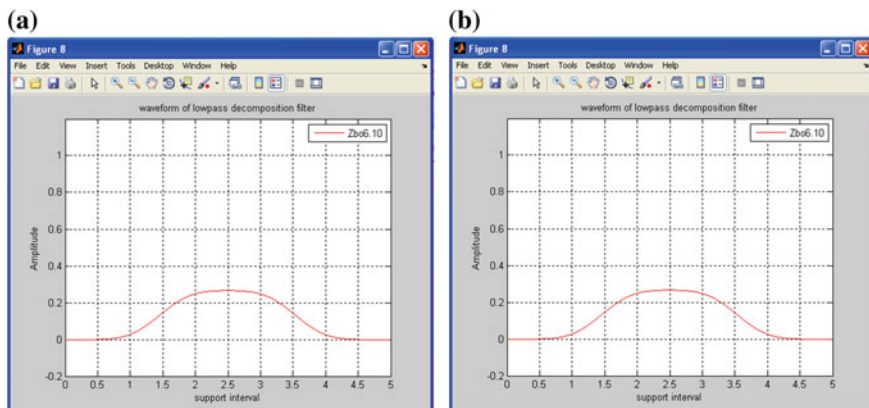 (a)
Figure 8
File Edit View Insert Tools Desktop Window Help
waveform of lowpass decomposition filter
Zbo6.10
1
0.8
0.6
0.4
0.2
0
-0.2
Amplitude
0 0.5 1 1.5 2 2.5 3 3.5 4 4.5 5
support interval
(b)
Figure 8
File Edit View Insert Tools Desktop Window Help
waveform of lowpass decomposition filter
Zbo6.10
1
0.8
0.6
0.4
0.2
0
-0.2
Amplitude
0 0.5 1 1.5 2 2.5 3 3.5 4 4.5 5
support interval